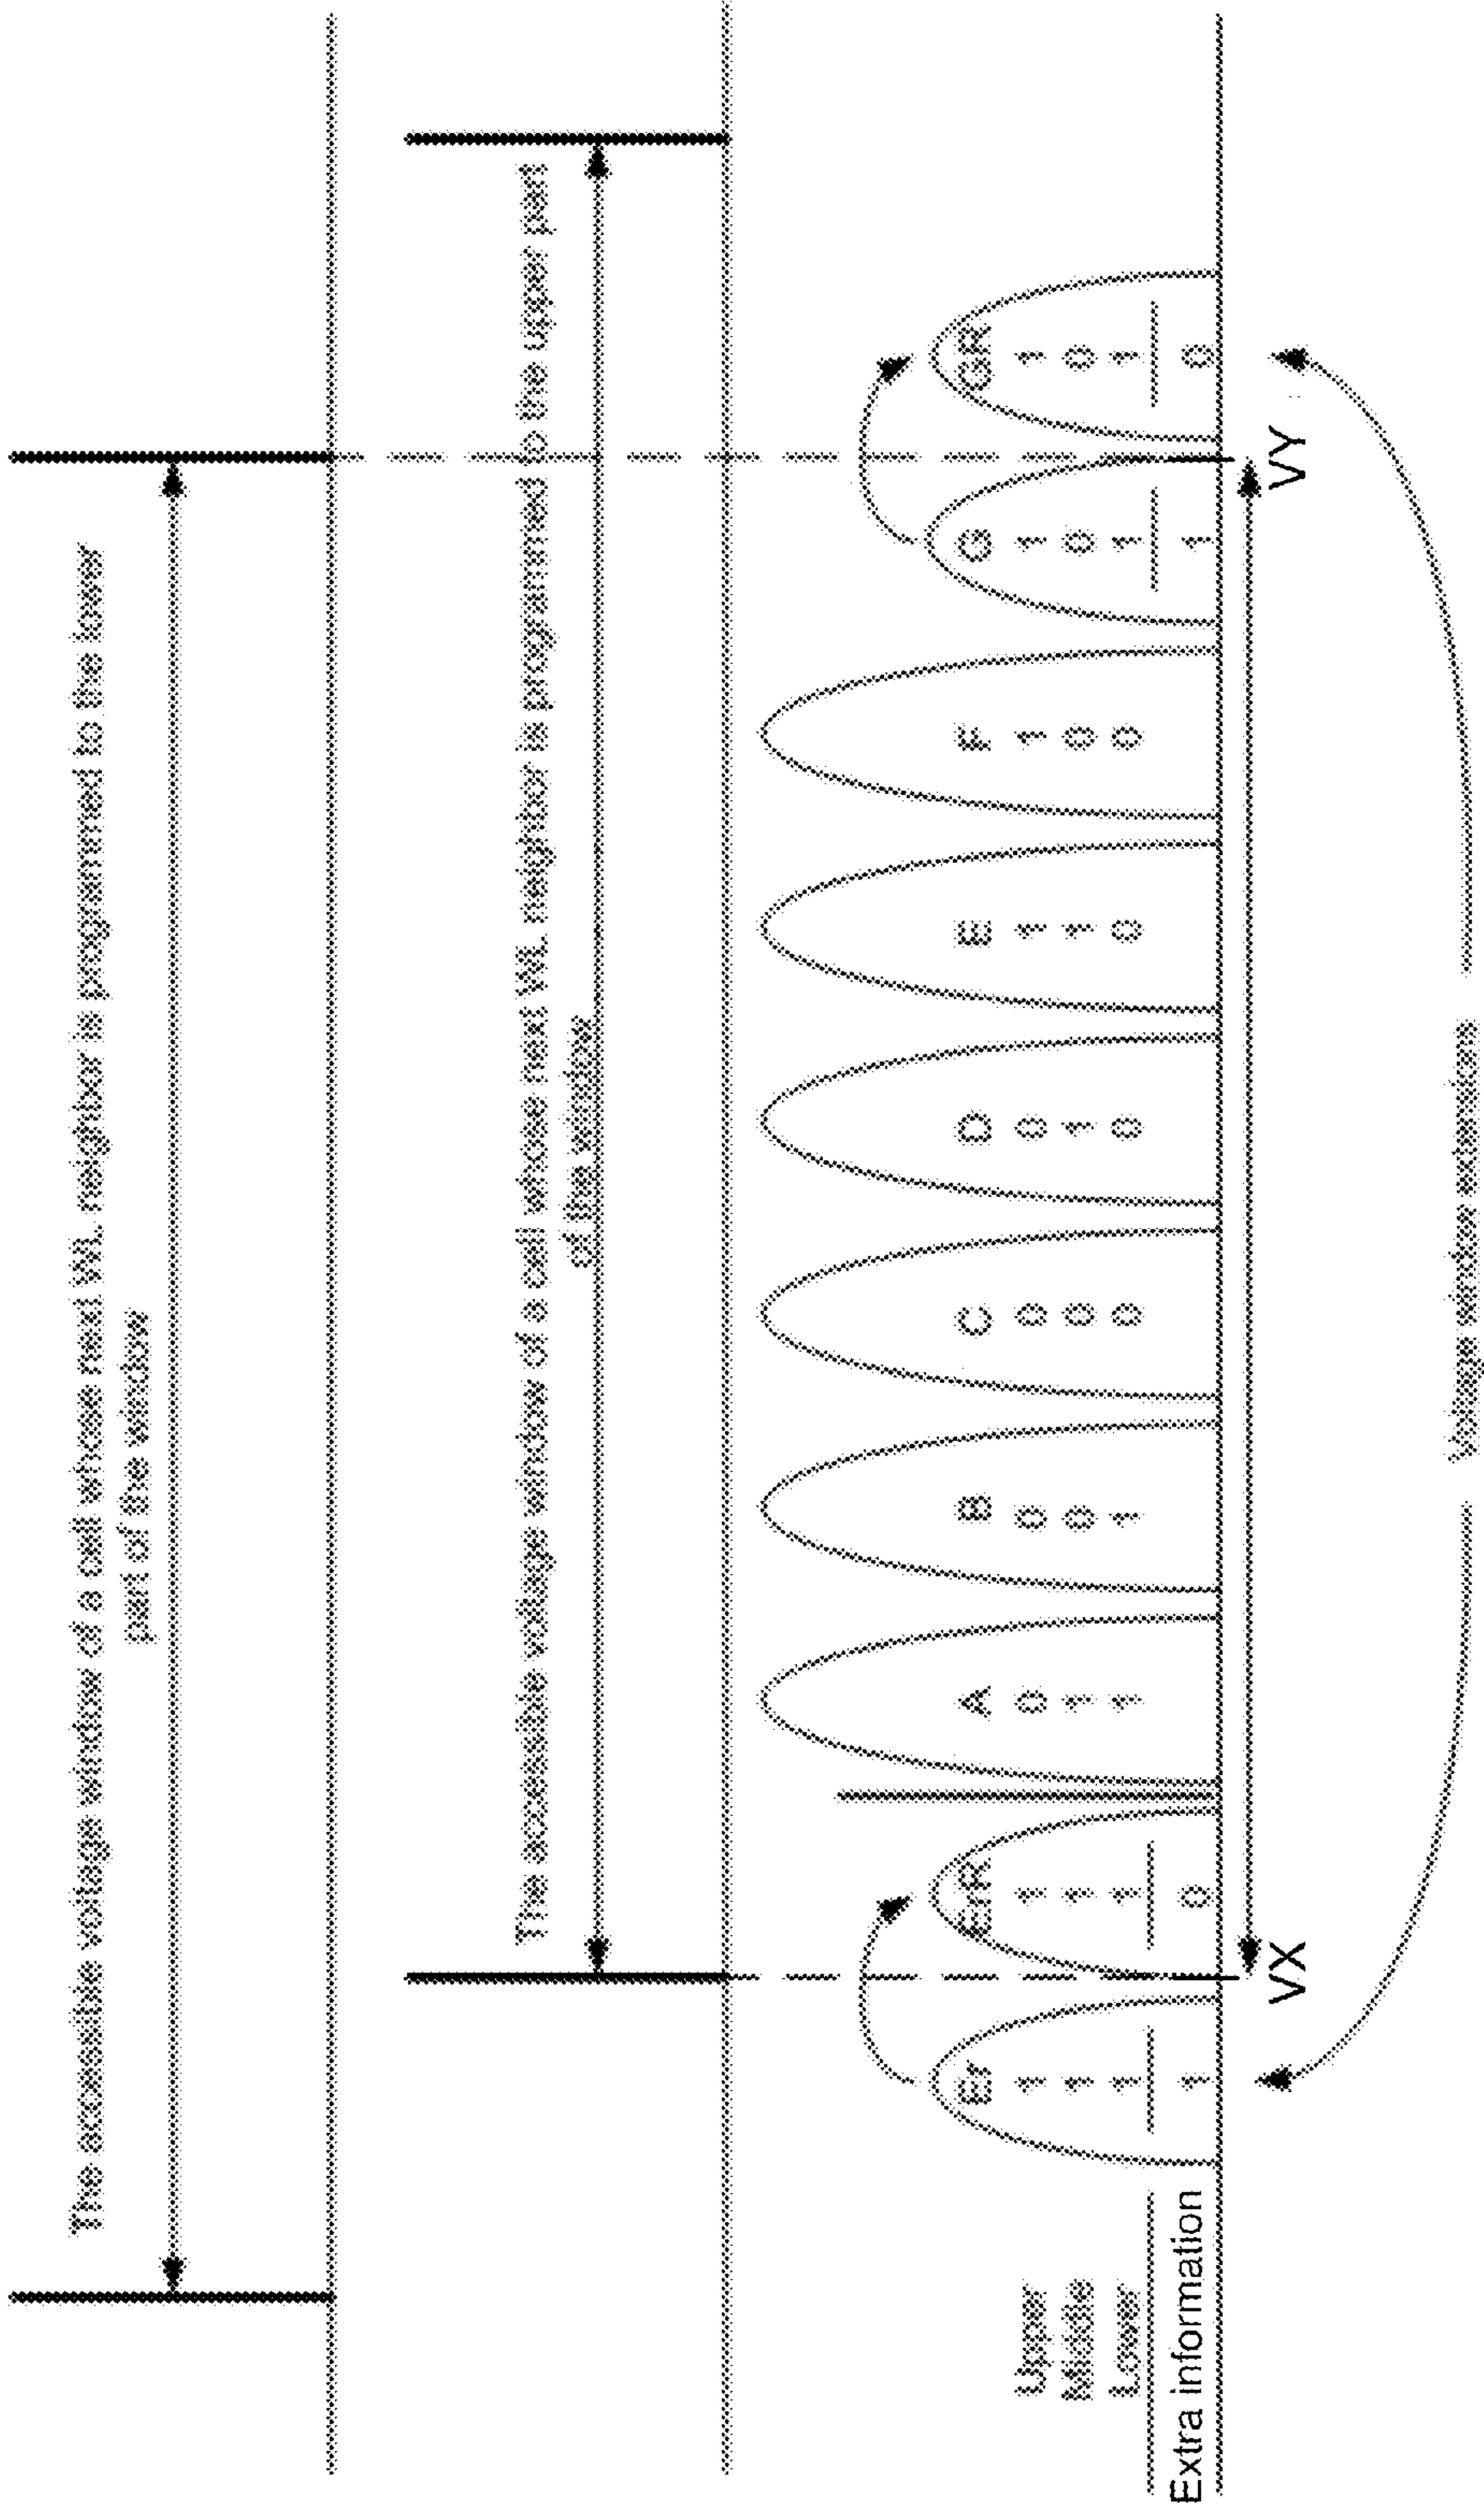 The accessible voltage window of a cell whose next WL neighbor is programmed to the lower
part of the window
The accessible voltage window of a cell whose next WL neighbor is programmed to the upper part
of the window
Er ErR A B C D E F G GR
Upper 1 1 0 0 0 0 1 1 1 1
Middle 1 1 1 0 0 1 1 0 0 0
Lower 1 1 1 1 0 0 0 0 1 1
Extra information 1 0 1 0
VX VY
Voltage window extension